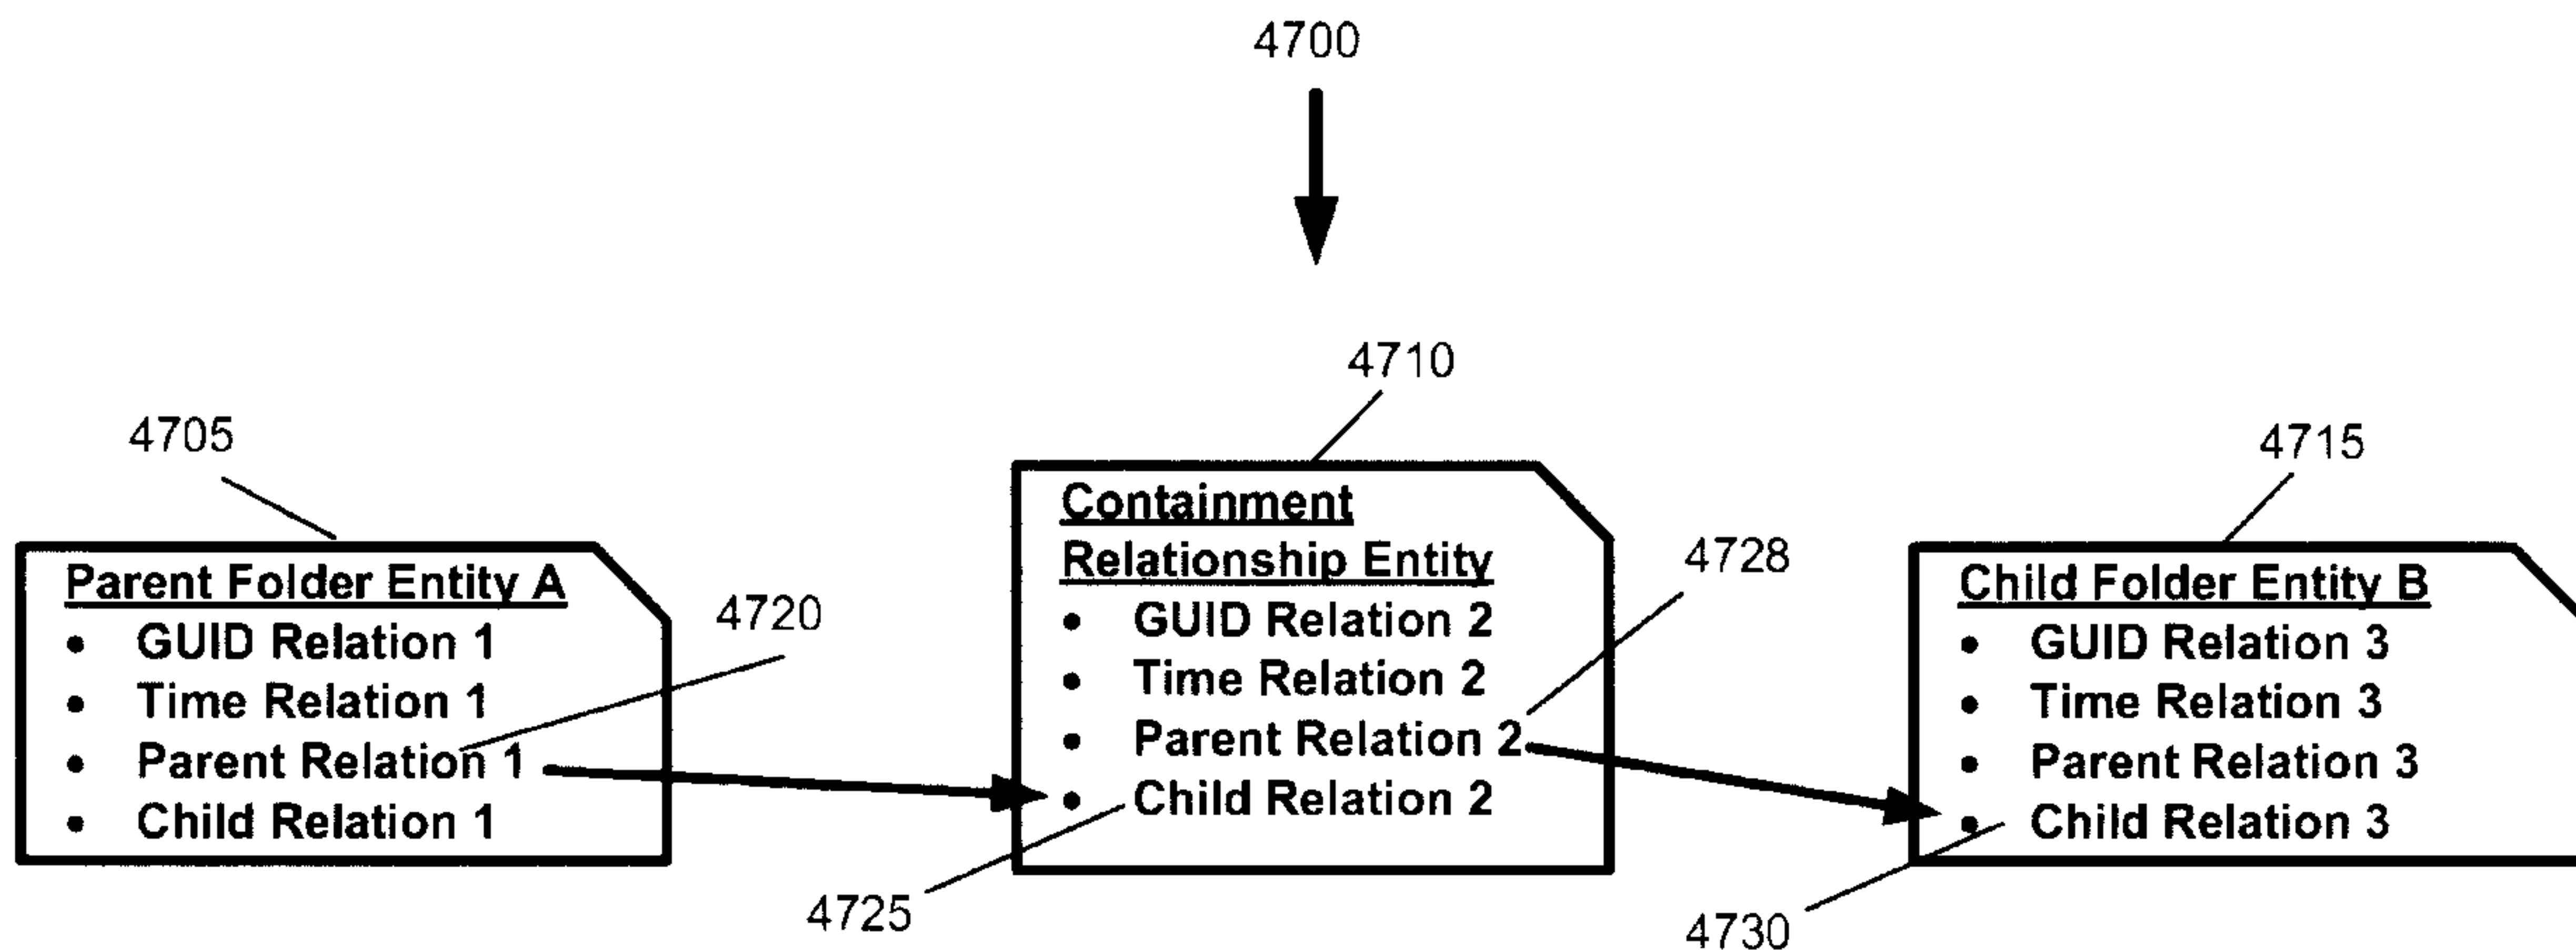 4700
4710
4705
4715
Containment
Relationship Entity
4728
Parent Folder Entity A
Child Folder Entity B
4720
• GUID Relation 1
• Time Relation 1
• Parent Relation 1
• Child Relation 1
• GUID Relation 2
• Time Relation 2
• Parent Relation 2
• Child Relation 2
• GUID Relation 3
• Time Relation 3
• Parent Relation 3
• Child Relation 3
4725
4730